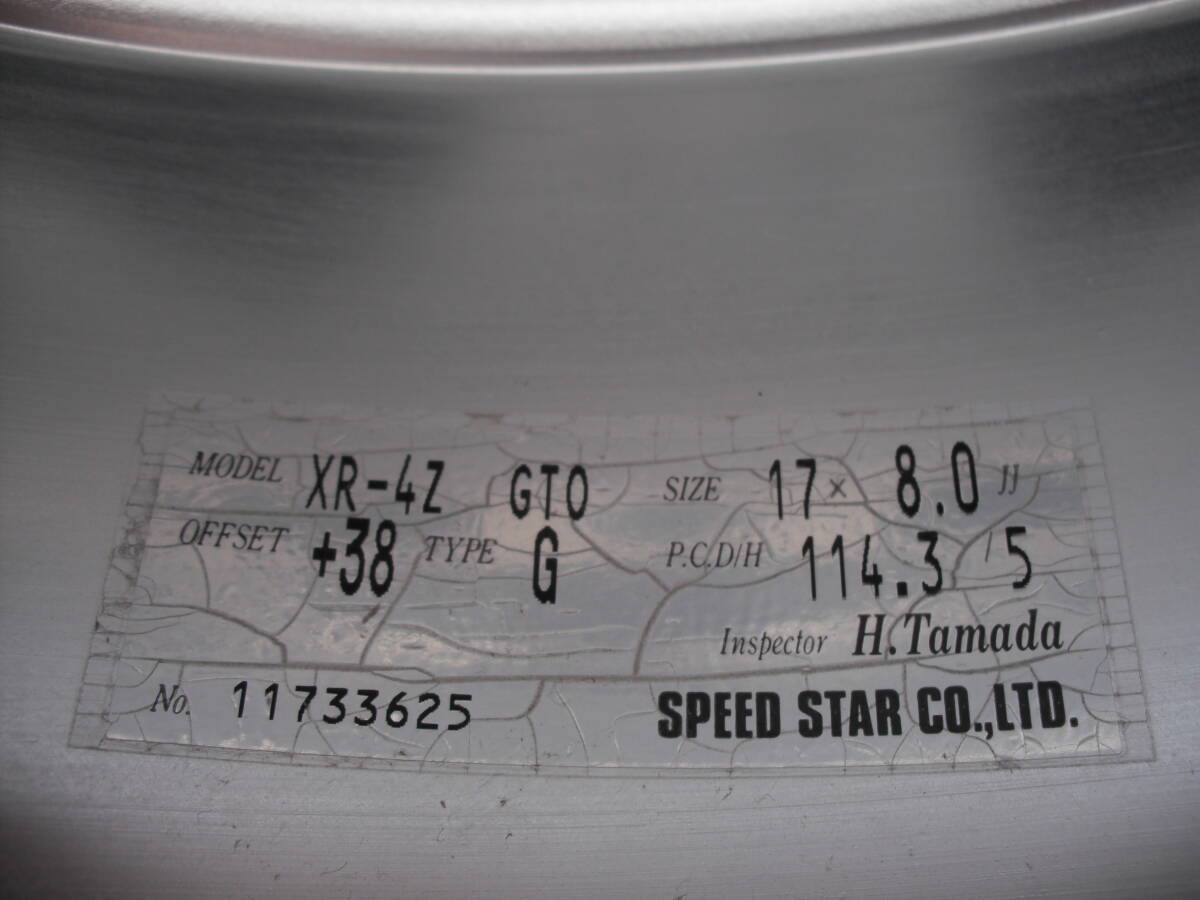 MODEL XR-4Z GTO SIZE 17 × 8.0 JJ
OFFSET +38 TYPE G P.C.D/H 114.3 / 5
Inspector H.Tamada
No. 11733625 SPEED STAR CO.,LTD.